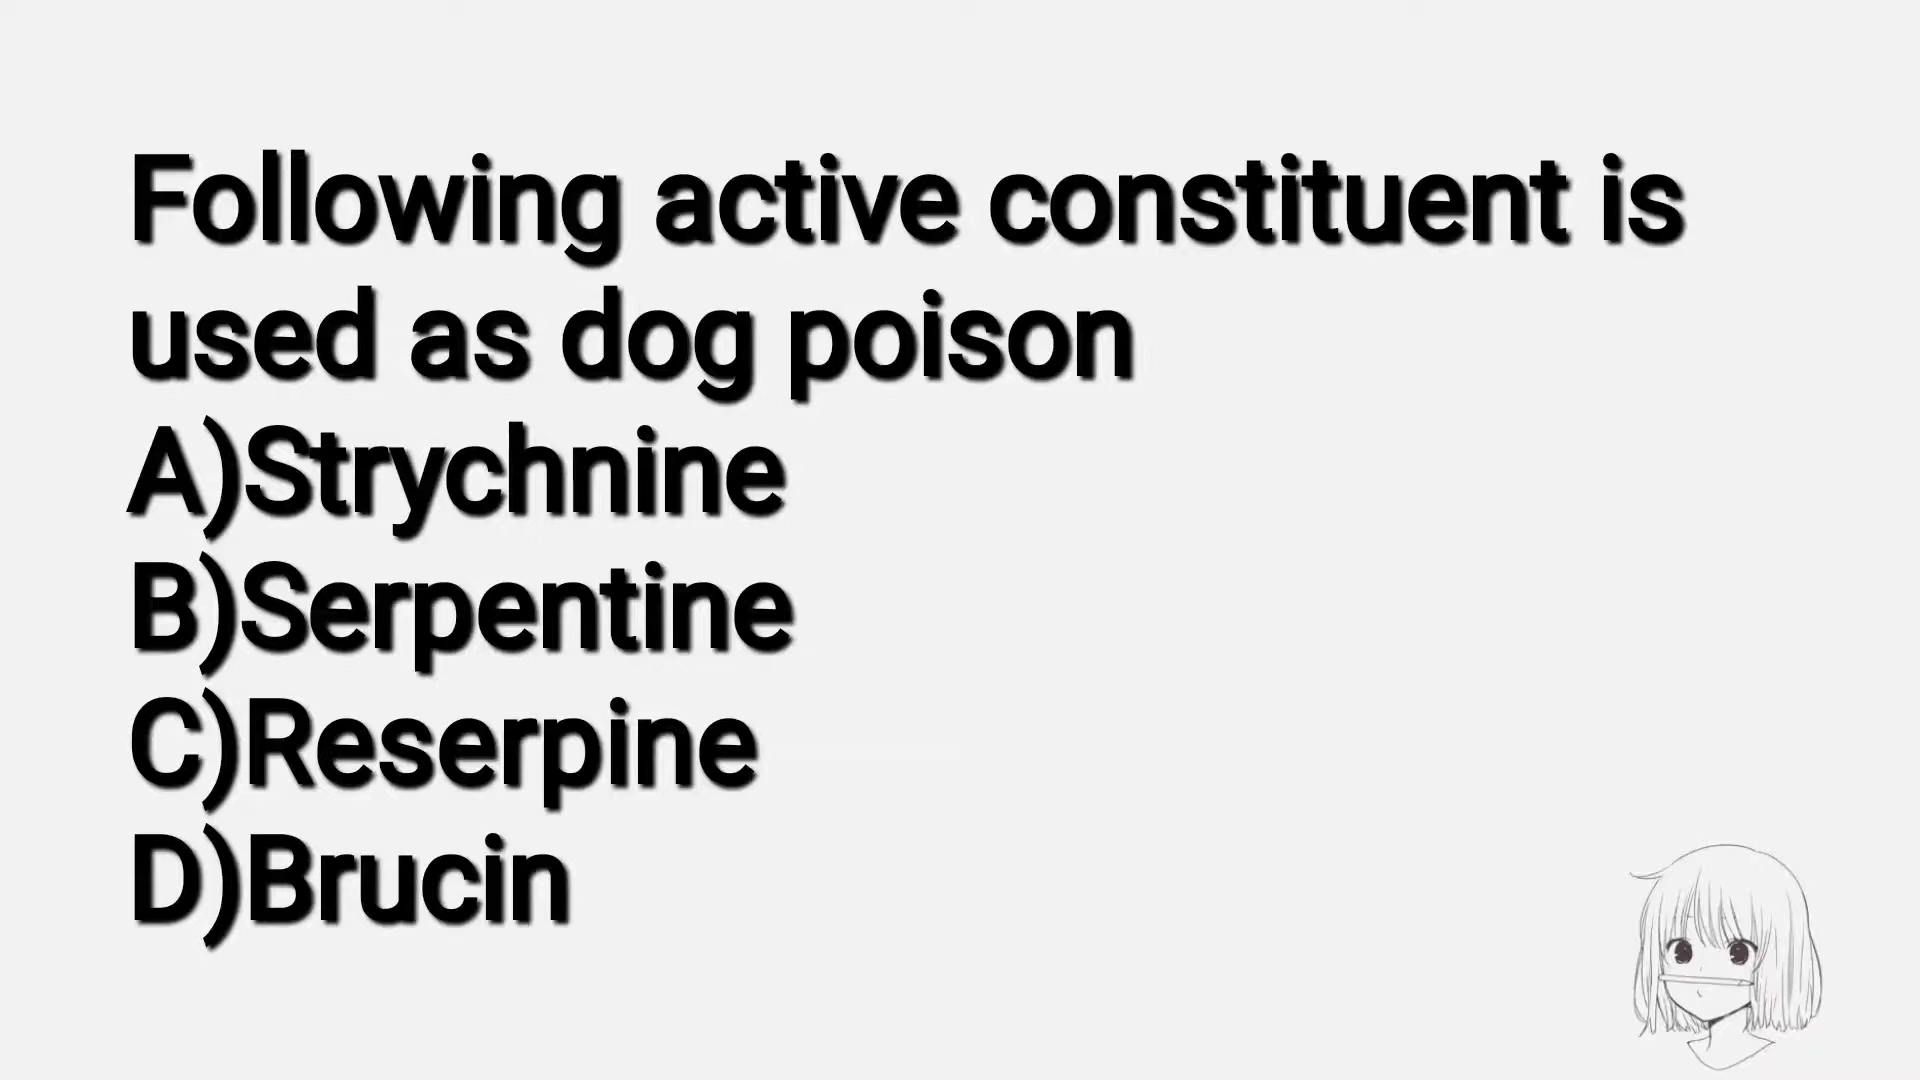 Following active constituent is
used as dog poison
A)Strychnine
B)Serpentine
C)Reserpine
D)Brucin